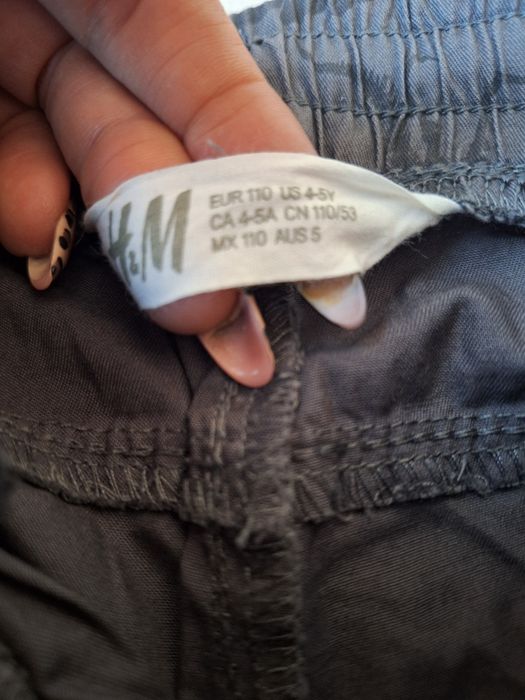 H&M
EUR 110 US 4-5Y
CA 4-5A CN 110/53
MX 110 AUS 5